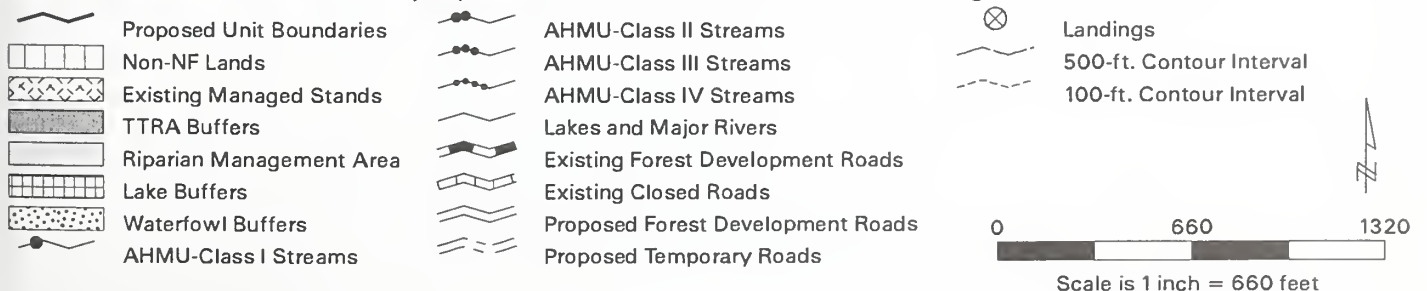 Proposed Unit Boundaries
Non-NF Lands
Existing Managed Stands
TTRA Buffers
Riparian Management Area
Lake Buffers
Waterfowl Buffers
AHMU-Class I Streams
AHMU-Class II Streams
AHMU-Class III Streams
AHMU-Class IV Streams
Lakes and Major Rivers
Existing Forest Development Roads
Existing Closed Roads
Proposed Forest Development Roads
Proposed Temporary Roads
Landings
500-ft. Contour Interval
100-ft. Contour Interval
0 660 1320
Scale is 1 inch = 660 feet